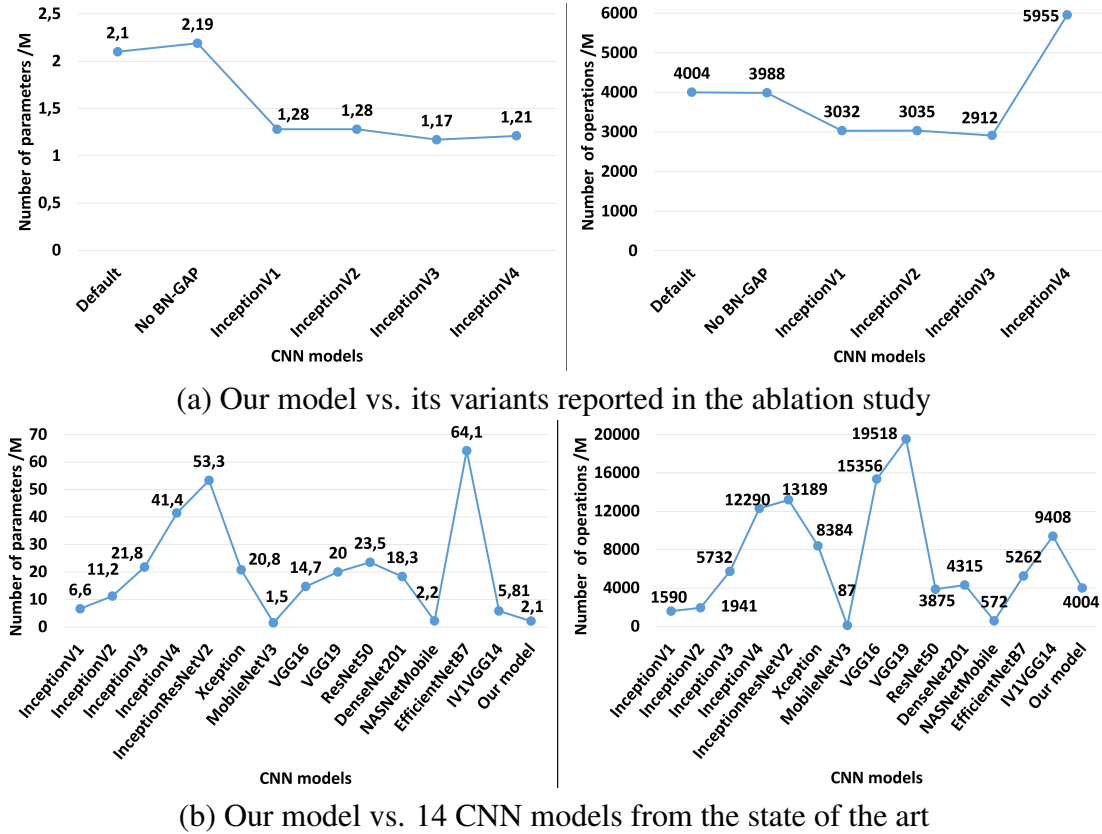 Number of parameters /M
2,5
2
1,5
1
0,5
0
2,1
2,19
1,28
1,28
1,17
1,21
Default
No BN-GAP
InceptionV1
InceptionV2
InceptionV3
InceptionV4
CNN models
Number of operations /M
6000
5000
4000
3000
2000
1000
0
4004
3988
3032
3035
2912
5955
Default
No BN-GAP
InceptionV1
InceptionV2
InceptionV3
InceptionV4
CNN models
(a) Our model vs. its variants reported in the ablation study
Number of parameters /M
70
60
50
40
30
20
10
0
6,6
11,2
21,8
41,4
53,3
20,8
1,5
14,7
20
23,5
18,3
2,2
64,1
5,81
2,1
InceptionV1
InceptionV2
InceptionV3
InceptionV4
InceptionResNetV2
Xception
MobileNetV3
VGG16
VGG19
ResNet50
DenseNet201
NASNetMobile
EfficientNetB7
IV1VGG14
Our model
CNN models
Number of operations /M
20000
16000
12000
8000
4000
0
1590
1941
5732
12290
13189
8384
87
15356
19518
3875
4315
572
5262
9408
4004
InceptionV1
InceptionV2
InceptionV3
InceptionV4
InceptionResNetV2
Xception
MobileNetV3
VGG16
VGG19
ResNet50
DenseNet201
NASNetMobile
EfficientNetB7
IV1VGG14
Our model
CNN models
(b) Our model vs. 14 CNN models from the state of the art